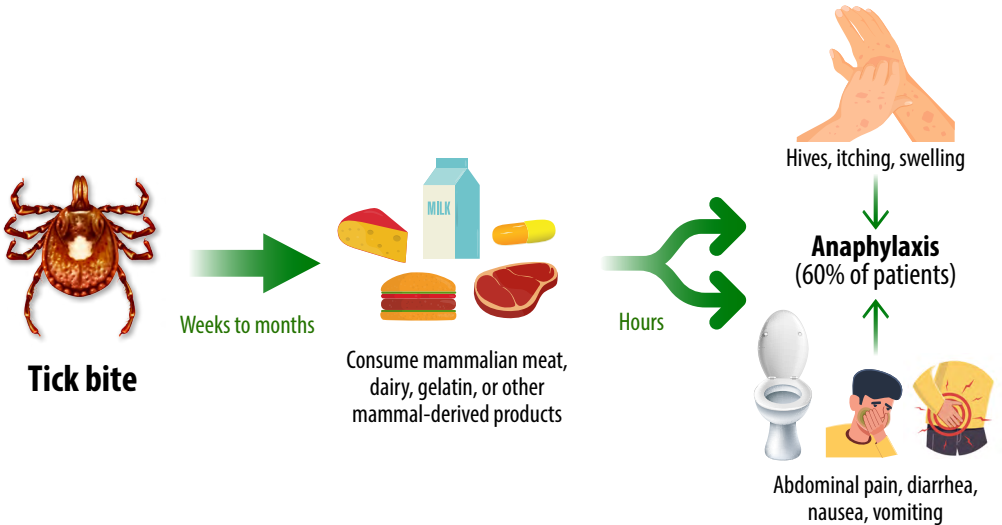 Tick bite
Weeks to months
MILK
Consume mammalian meat,
dairy, gelatin, or other
mammal-derived products
Hours
Hives, itching, swelling
Anaphylaxis
(60% of patients)
Abdominal pain, diarrhea,
nausea, vomiting